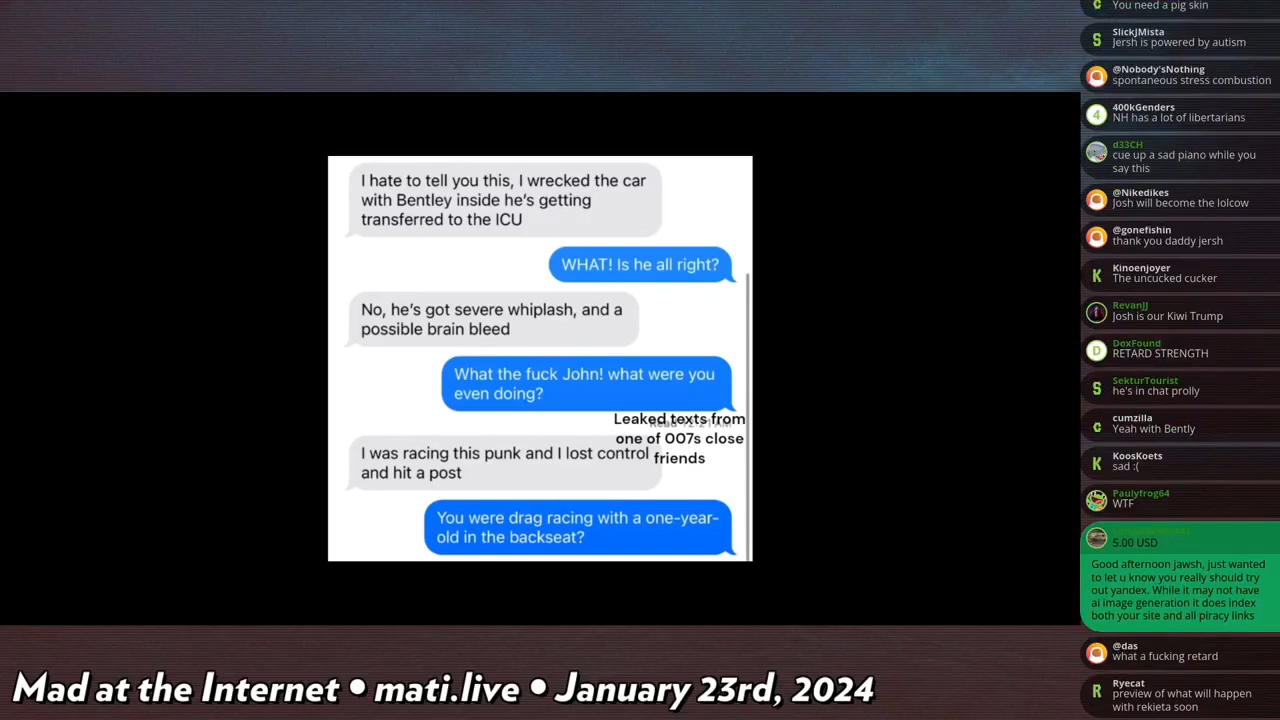 I hate to tell you this, I wrecked the car
with Bentley inside he's getting
transferred to the ICU
WHAT! Is he all right?
No, he's got severe whiplash, and a
possible brain bleed
What the fuck John! what were you
even doing?
Leaked texts from
one of 007s close
friends
I was racing this punk and I lost control
and hit a post
You were drag racing with a one-year-
old in the backseat?
Mad at the Internet • mati.live • January 23rd, 2024
You need a pig skin
SlickJMista
Jersh is powered by autism
@Nobody'sNothing
spontaneous stress combustion
400kGenders
NH has a lot of libertarians
d33CH
cue up a sad piano while you
say this
@Nikedikes
Josh will become the lolcow
@gonefishin
thank you daddy jersh
Kinoenjoyer
The uncucked cucker
RevanJJ
Josh is our Kiwi Trump
DoxFound
RETARD STRENGTH
SekturTourist
he's in chat prolly
cumzilla
Yeah with Bently
KoosKoets
sad :(
Paulyfrog64
WTF
5.00 USD
Good afternoon jawsh, just wanted
to let u know you really should try
out yandex. While it may not have
ai image generation it does index
both your site and all piracy links
@das
what a fucking retard
Ryecat
preview of what will happen
with rekieta soon